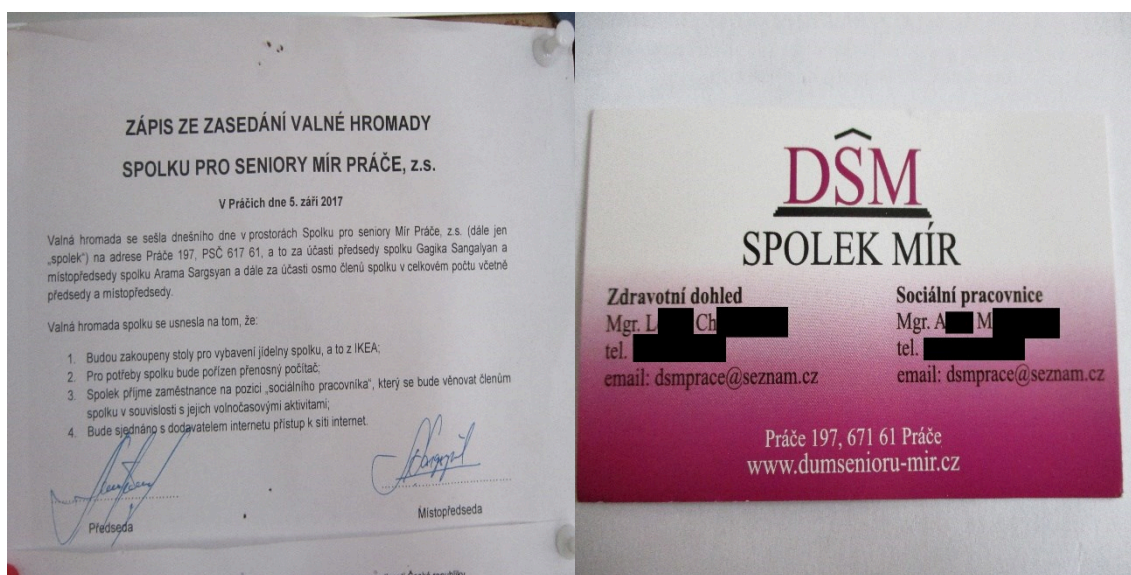 ZÁPIS ZE ZASEDÁNÍ VALNÉ HROMADY
SPOLKU PRO SENIORY MÍR PRÁČE, z.s.
V Práčich dne 5. září 2017
Valná hromada se sešla dnešního dne v prostorách Spolku pro seniory Mír Práče, z.s. (dále jen
„spolek") na adrese Práče 197, PSČ 617 61, a to za účasti předsedy spolku Gagika Sangalyan a
místopředsedy spolku Arama Sargsyan a dále za účasti osmo členů spolku v celkovém počtu včetně
předsedy a místopředsedy.
Valná hromada spolku se usnesla na tom, že:
1. Budou zakoupeny stoly pro vybavení jídelny spolku, a to z IKEA;
2. Pro potřeby spolku bude pořízen přenosný počítač;
3. Spolek přijme zaměstnance na pozici „sociálního pracovníka", který se bude věnovat členům
spolku v souvislosti s jejich volnočasovými aktivitami;
4. Bude sjednáno s dodavatelem internetu přístup k síti internet.
Předseda
Místopředseda
DSM
SPOLEK MÍR
Zdravotní dohled
Mgr. L Ch
tel.
email: dsmprace@seznam.cz
Sociální pracovnice
Mgr. A M
tel.
email: dsmprace@seznam.cz
Práče 197, 671 61 Práče
www.dumsenioru-mir.cz